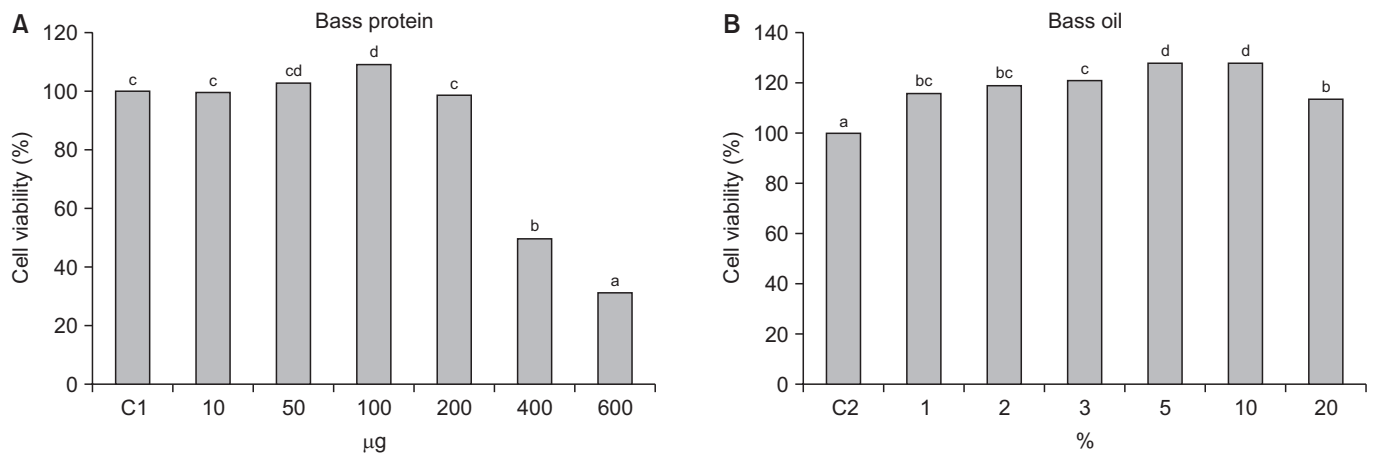 A
Bass protein
Cell viability (%)
120
100
80
60
40
20
0
c
c
cd
d
c
b
a
C1 10 50 100 200 400 600
μg
B
Bass oil
Cell viability (%)
140
120
100
80
60
40
20
0
a
bc
bc
c
d
d
b
C2 1 2 3 5 10 20
%